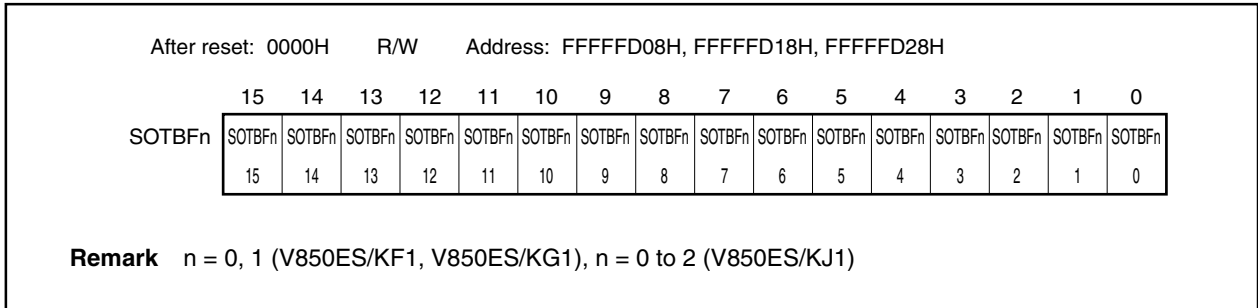 After reset: 0000H R/W Address: FFFFFD08H, FFFFFD18H, FFFFFD28H
15 14 13 12 11 10 9 8 7 6 5 4 3 2 1 0
SOTBFn SOTBFn SOTBFn SOTBFn SOTBFn SOTBFn SOTBFn SOTBFn SOTBFn SOTBFn SOTBFn SOTBFn SOTBFn SOTBFn SOTBFn SOTBFn SOTBFn
15 14 13 12 11 10 9 8 7 6 5 4 3 2 1 0
Remark n = 0, 1 (V850ES/KF1, V850ES/KG1), n = 0 to 2 (V850ES/KJ1)